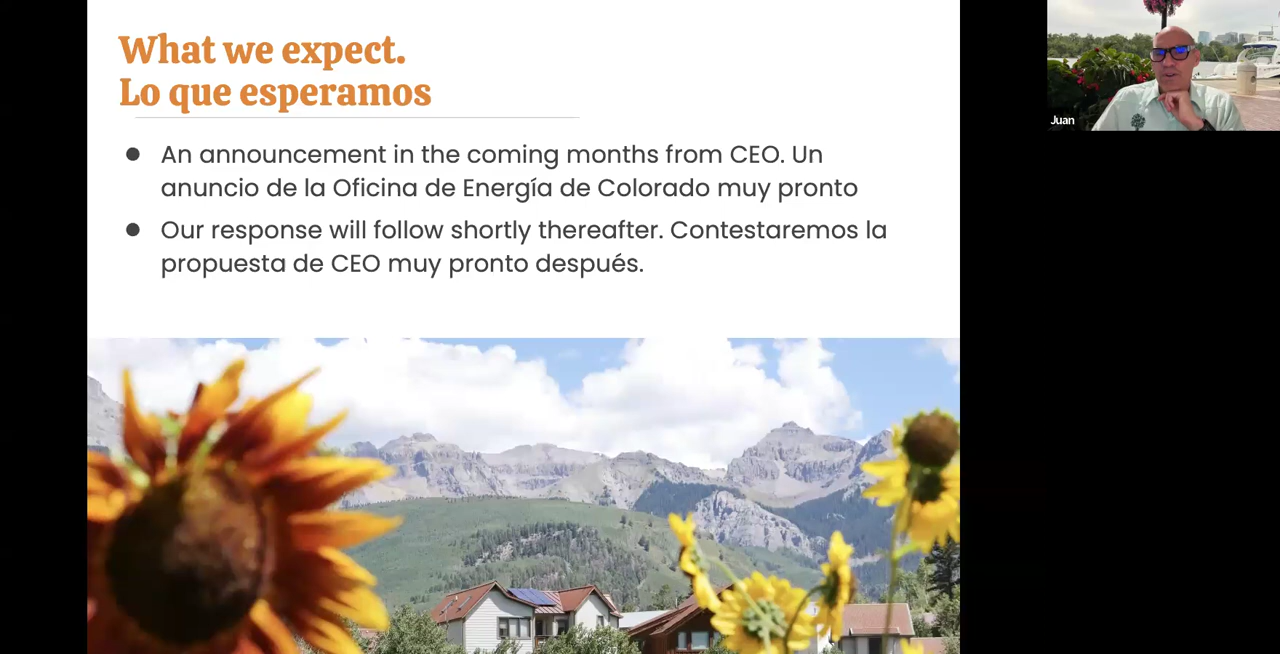 What we expect.
Lo que esperamos
● An announcement in the coming months from CEO. Un
anuncio de la Oficina de Energía de Colorado muy pronto
● Our response will follow shortly thereafter. Contestaremos la
propuesta de CEO muy pronto después.
Juan